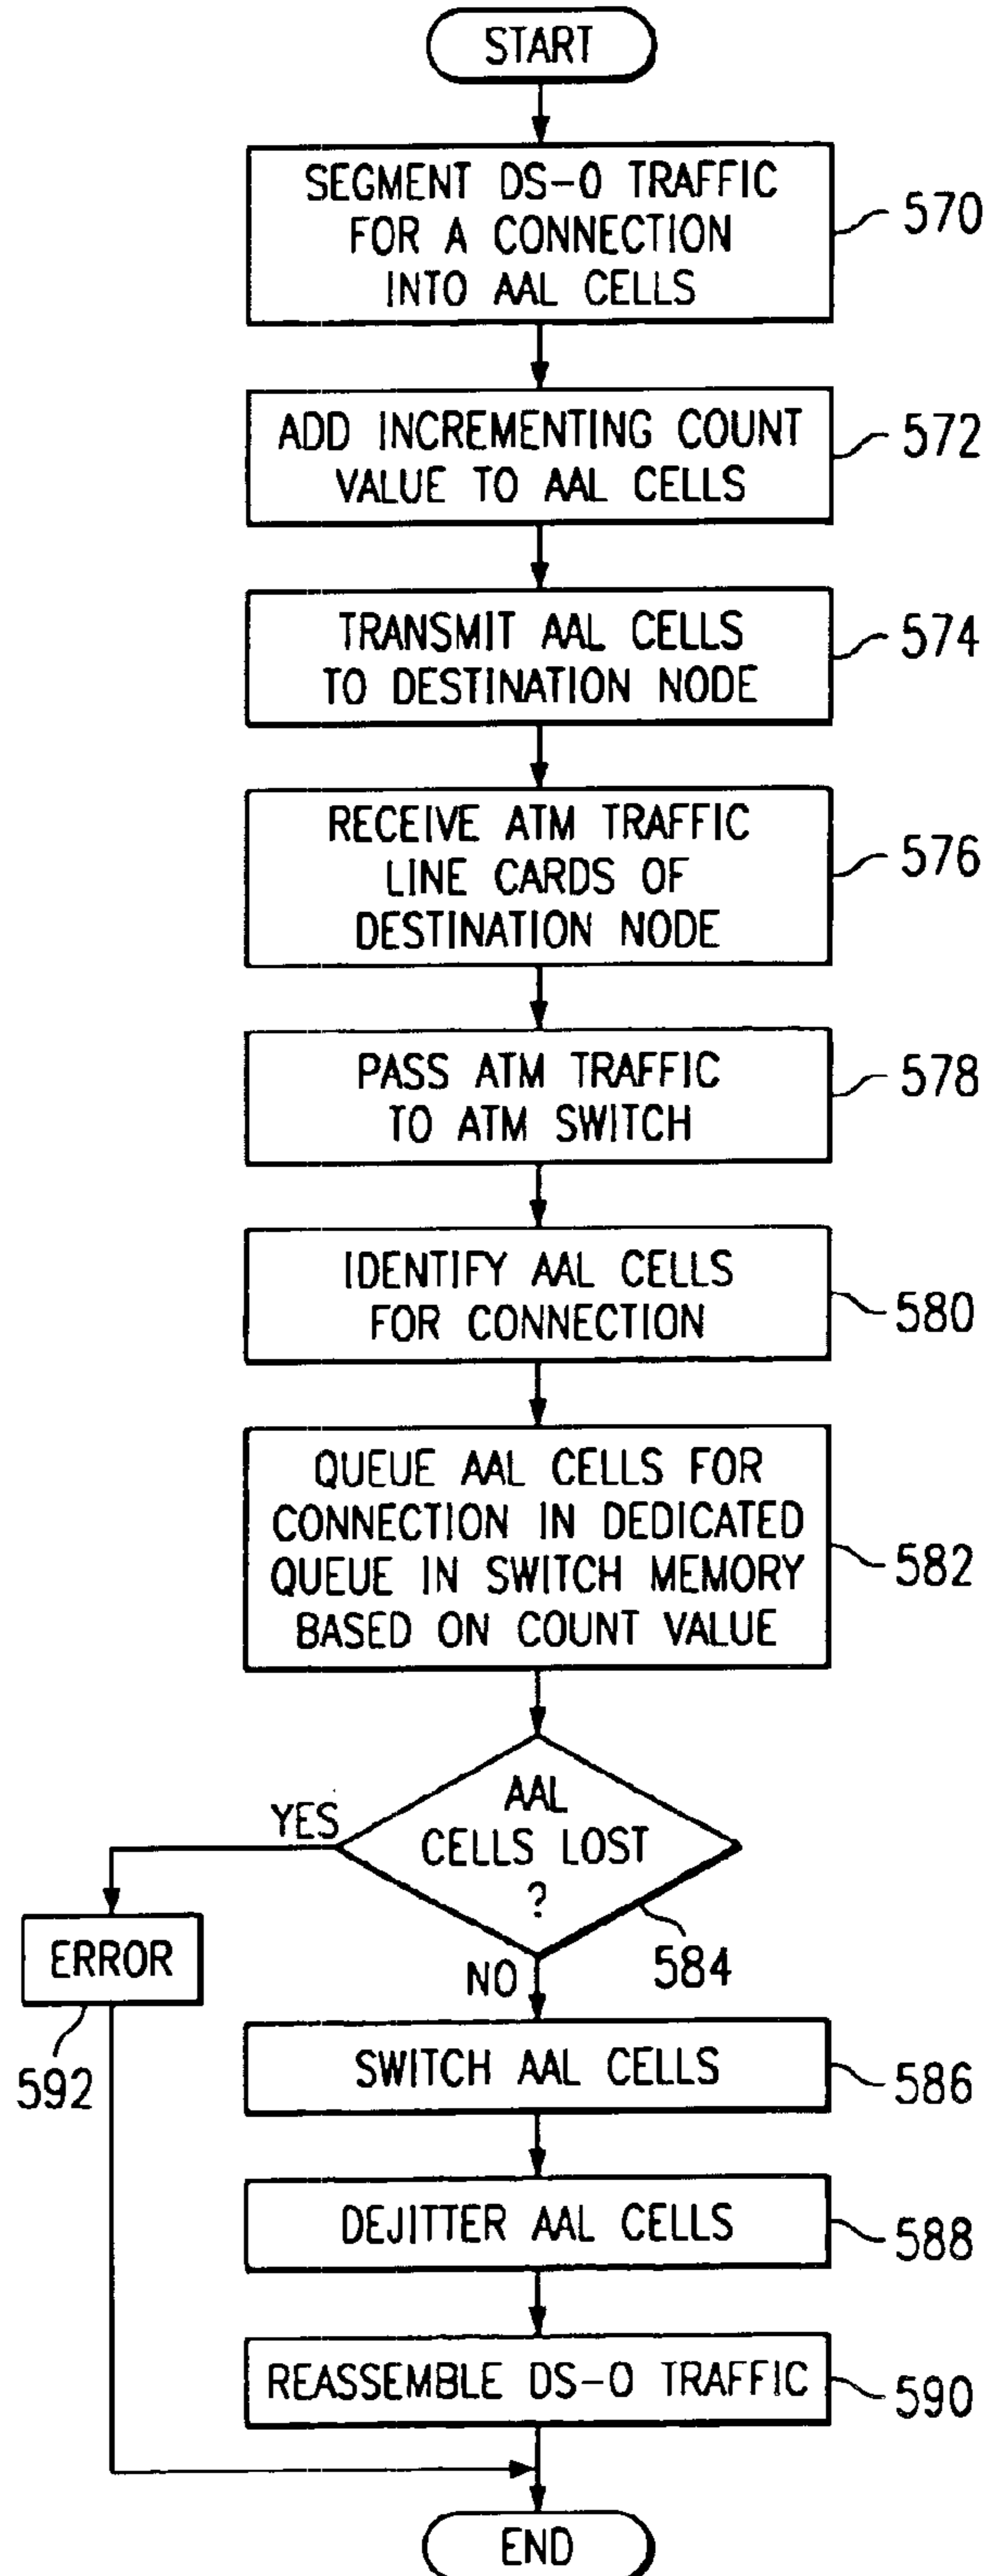 START
SEGMENT DS-0 TRAFFIC
FOR A CONNECTION
INTO AAL CELLS
570
ADD INCREMENTING COUNT
VALUE TO AAL CELLS
572
TRANSMIT AAL CELLS
TO DESTINATION NODE
574
RECEIVE ATM TRAFFIC
LINE CARDS OF
DESTINATION NODE
576
PASS ATM TRAFFIC
TO ATM SWITCH
578
IDENTIFY AAL CELLS
FOR CONNECTION
580
QUEUE AAL CELLS FOR
CONNECTION IN DEDICATED
QUEUE IN SWITCH MEMORY
BASED ON COUNT VALUE
582
AAL
CELLS LOST
?
YES
584
ERROR
592
NO
SWITCH AAL CELLS
586
DEJITTER AAL CELLS
588
REASSEMBLE DS-0 TRAFFIC
590
END